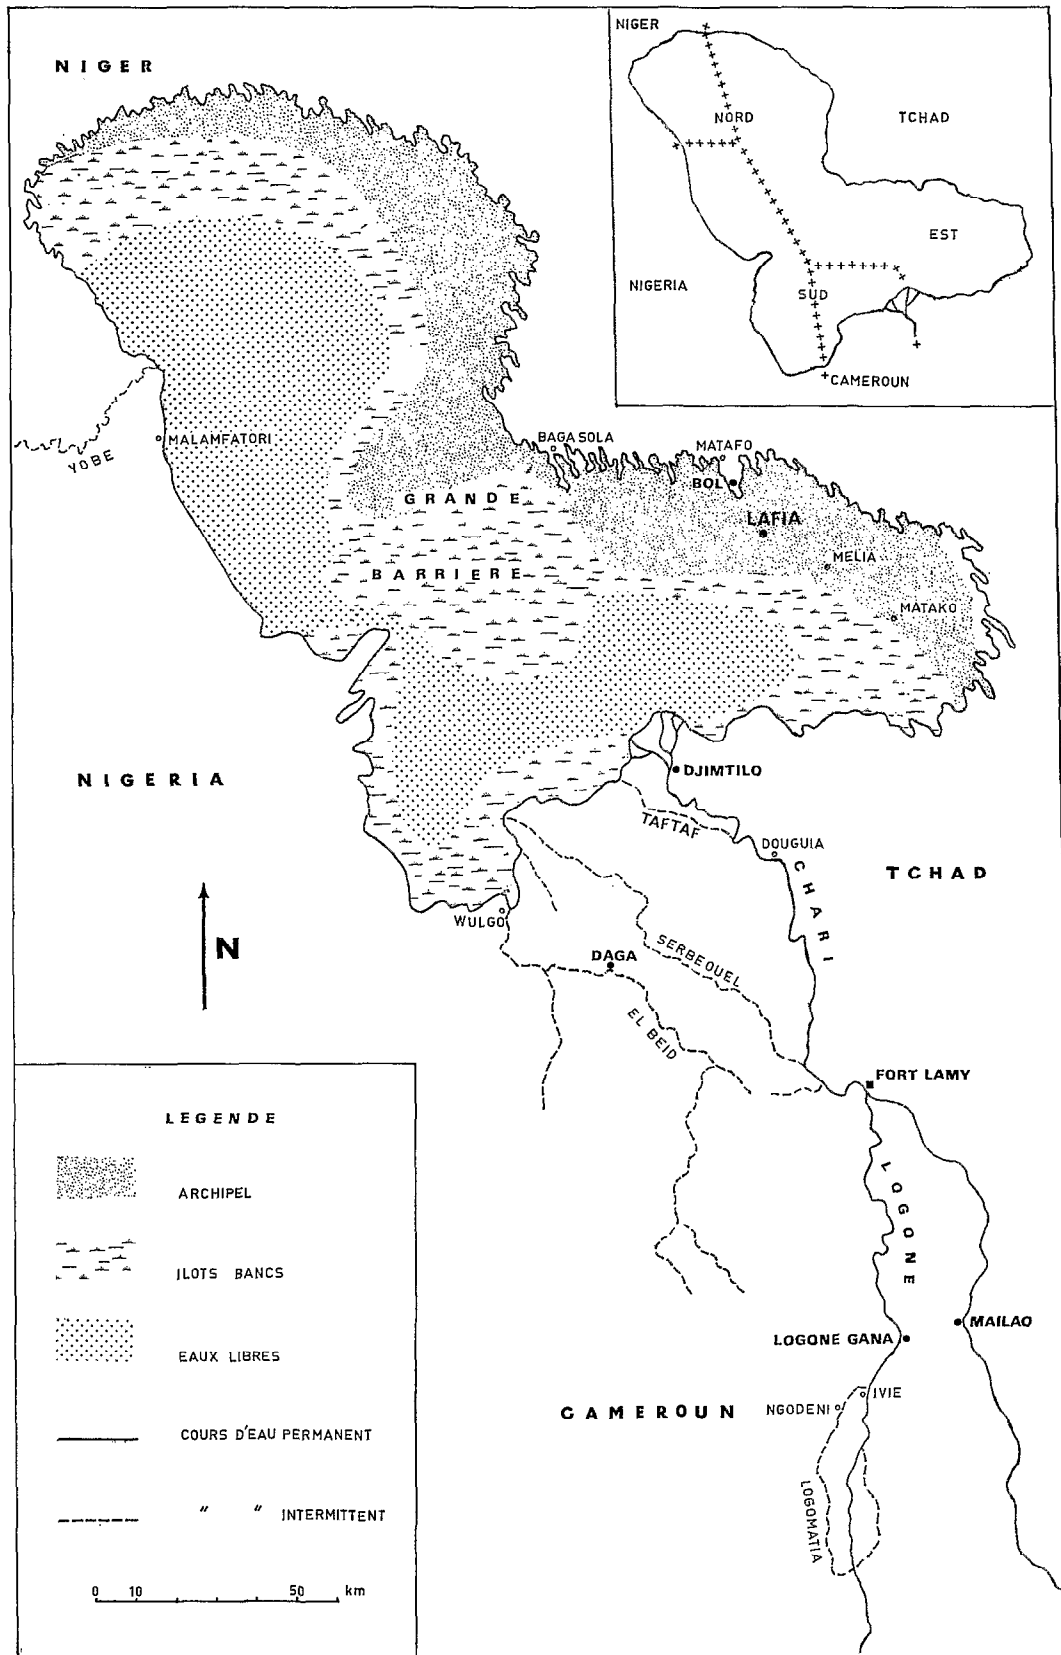 NIGER
NIGER
NORD
TCHAD
EST
NIGERIA
SUD
CAMEROUN
YOBE
MALAMFATORI
BAGASOLA
MATAFO
BOL
GRANDE
LAFIA
BARRIERE
MELIA
MATAKO
NIGERIA
DJIMTILO
TAFTAF
DOUGUIA
CHARI
TCHAD
WULGO
N
DAGA
SERBEOUEL
EL BEID
FORT LAMY
LOGONE
LOGONE GANA
MAILAO
CAMEROUN
IVIE
NGODENI
LOGOMATIA
LEGENDE
ARCHIPEL
ILOTS BANCS
EAUX LIBRES
COURS D'EAU PERMANENT
" " INTERMITTENT
0 10 50 km